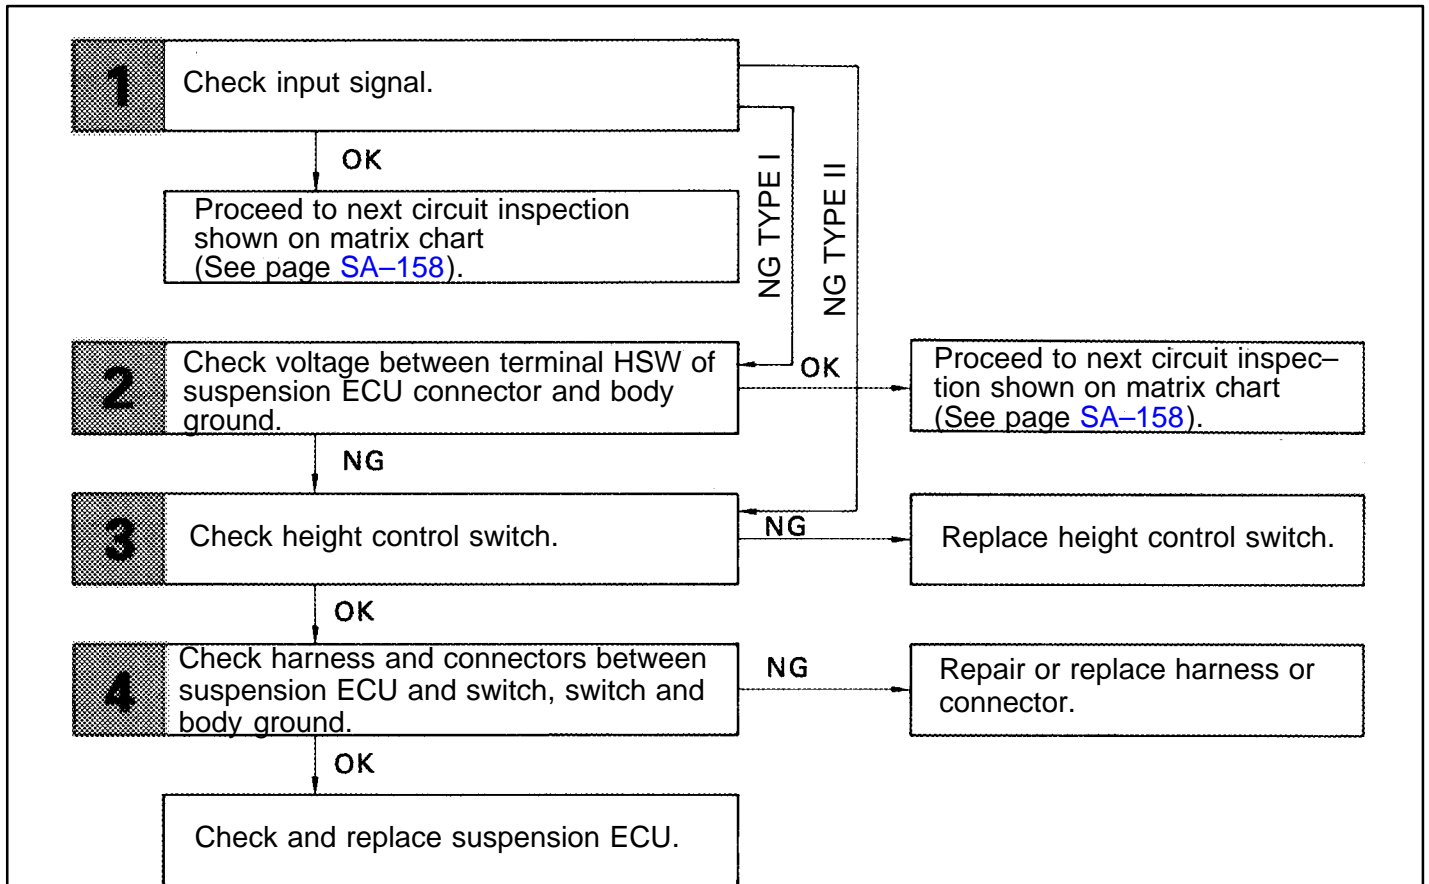 1
Check input signal.
OK
NG TYPE I
NG TYPE II
Proceed to next circuit inspection
shown on matrix chart
(See page SA–158).
2
Check voltage between terminal HSW of
suspension ECU connector and body
ground.
OK
Proceed to next circuit inspec–
tion shown on matrix chart
(See page SA–158).
NG
3
Check height control switch.
NG
Replace height control switch.
OK
4
Check harness and connectors between
suspension ECU and switch, switch and
body ground.
NG
Repair or replace harness or
connector.
OK
Check and replace suspension ECU.